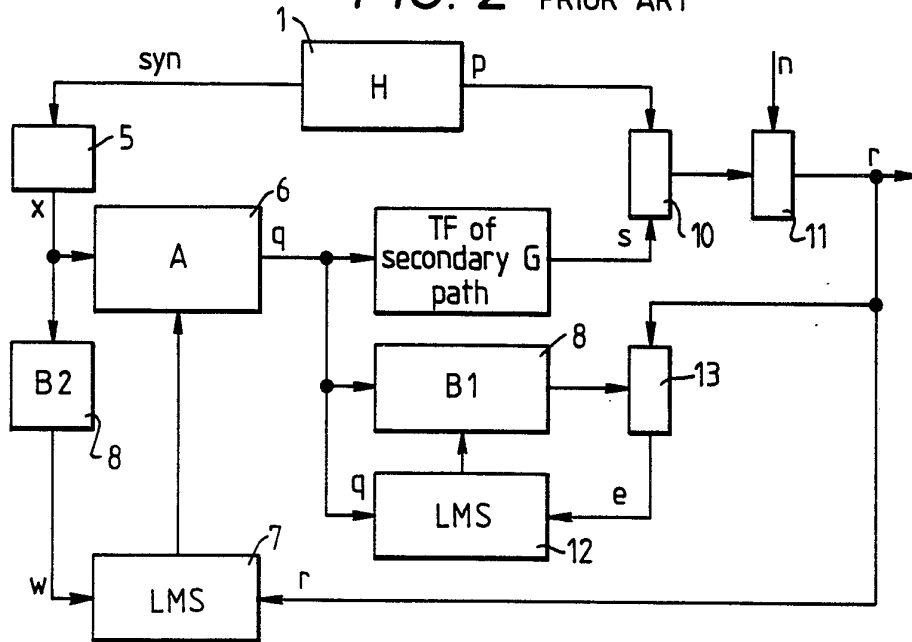 FIG. 2 PRIOR ART
1
syn
H
p
n
5
x
6
A
q
TF of
secondary G
path
s
10
11
r
B2
8
8
B1
13
q
LMS
e
12
7
w
LMS
r